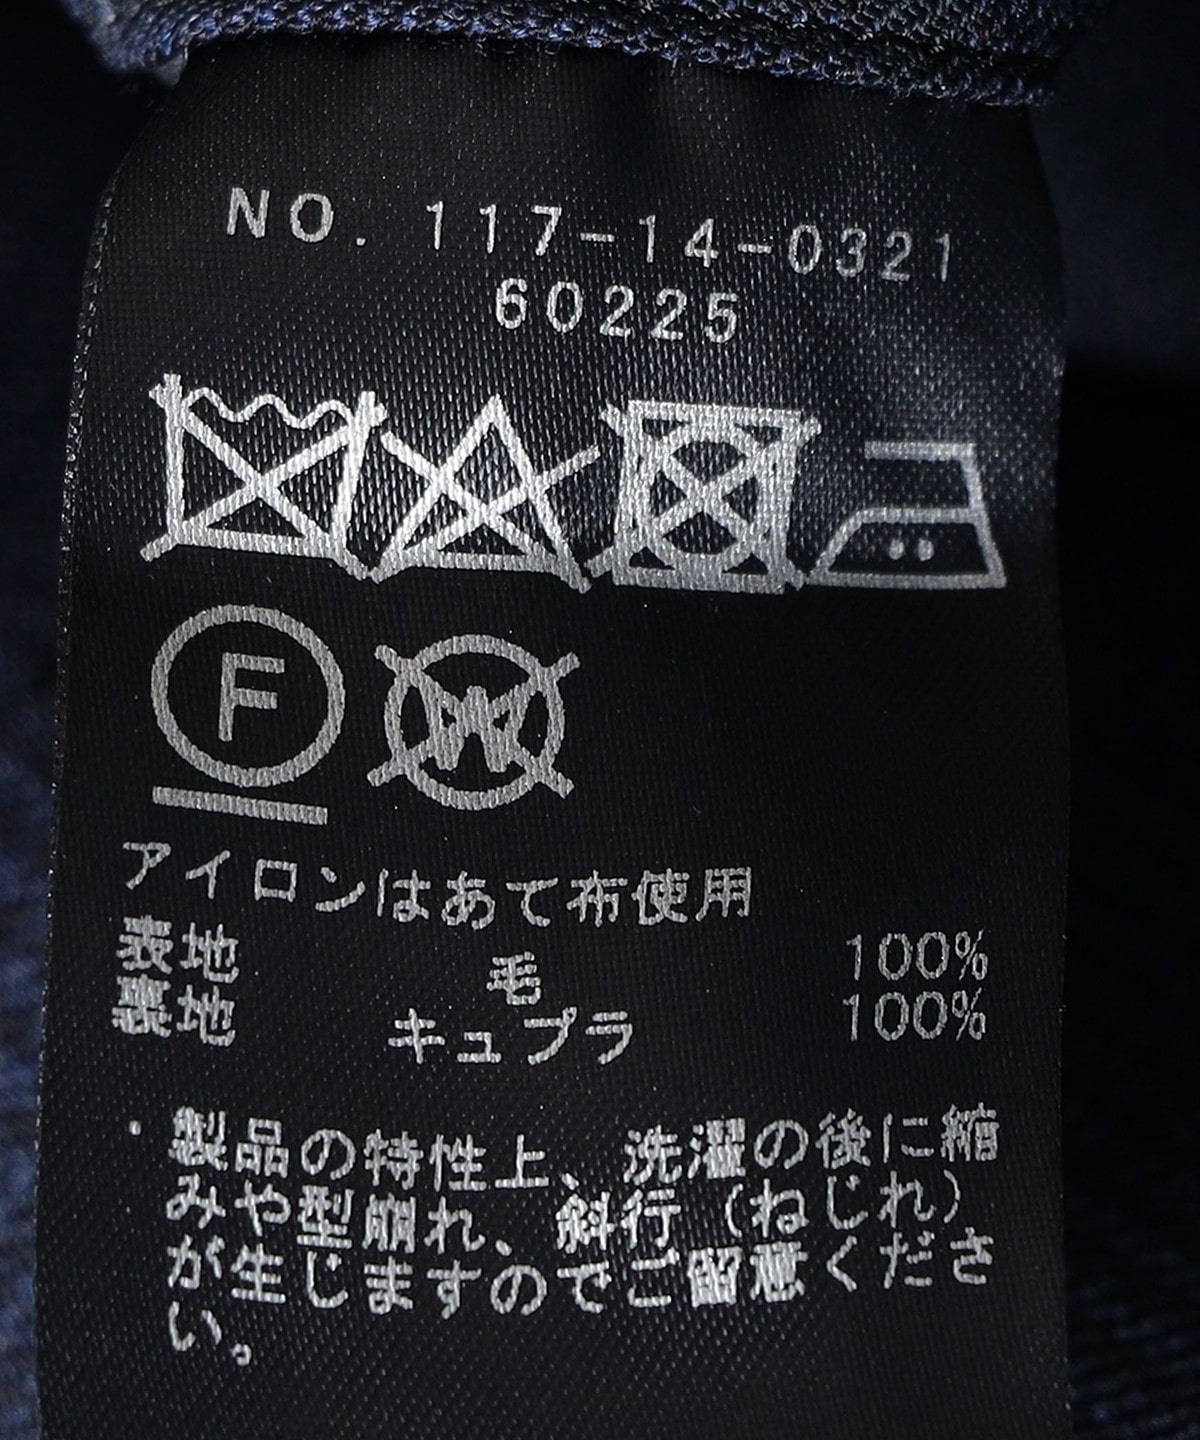 NO. 117-14-0321
60225
F
W
アイロンはあて布使用
表地 毛 100%
裏地 キュプラ 100%
・製品の特性上、洗濯の後に縮
みや型崩れ、斜行(ねじれ)
が生じますのでご留意くださ
い。